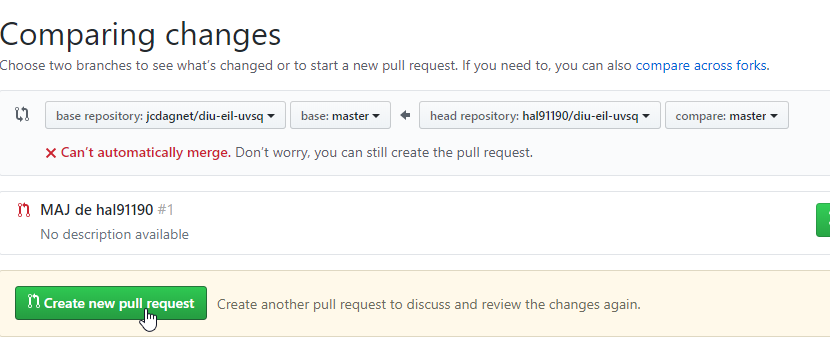 Comparing changes
Choose two branches to see what's changed or to start a new pull request. If you need to, you can also compare across forks.
base repository: jcdagnet/diu-eil-uvsq base: master head repository: hal91190/diu-eil-uvsq compare: master
Can't automatically merge. Don't worry, you can still create the pull request.
MAJ de hal91190 #1
No description available
Create new pull request Create another pull request to discuss and review the changes again.